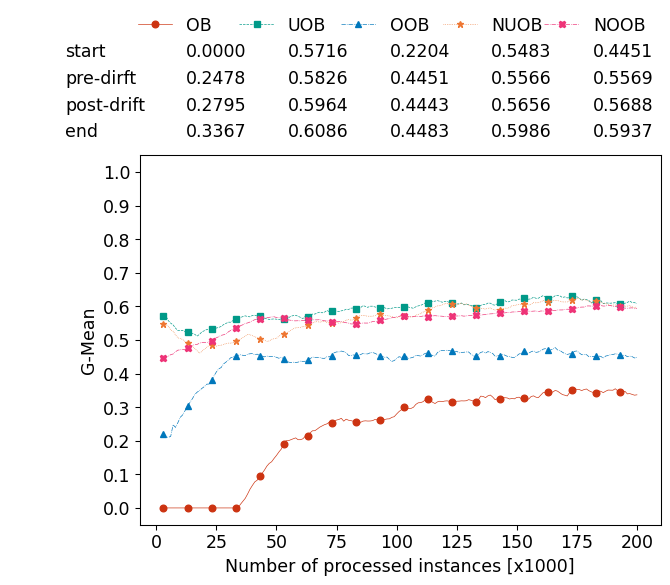 OB UOB OOB NUOB NOOB
start 0.0000 0.5716 0.2204 0.5483 0.4451
pre-dirft 0.2478 0.5826 0.4451 0.5566 0.5569
post-drift 0.2795 0.5964 0.4443 0.5656 0.5688
end 0.3367 0.6086 0.4483 0.5986 0.5937
1.0
0.9
0.8
0.7
0.6
0.5
0.4
0.3
0.2
0.1
0.0
G-Mean
0 25 50 75 100 125 150 175 200
Number of processed instances [x1000]